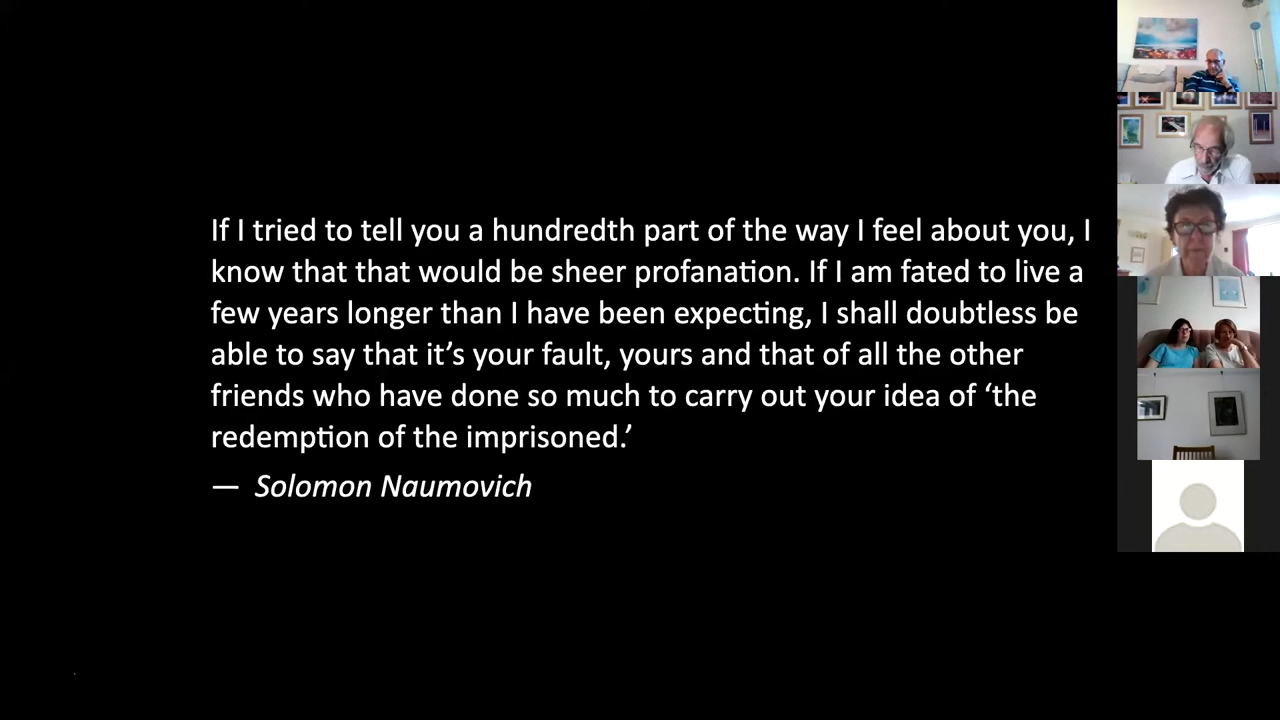 If I tried to tell you a hundredth part of the way I feel about you, I
know that that would be sheer profanation. If I am fated to live a
few years longer than I have been expecting, I shall doubtless be
able to say that it’s your fault, yours and that of all the other
friends who have done so much to carry out your idea of ‘the
redemption of the imprisoned.’
— Solomon Naumovich